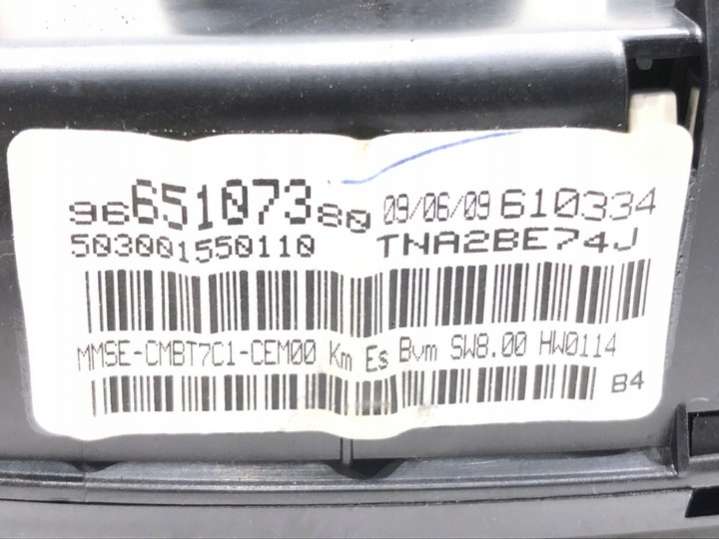 9665107380 09/06/09 610334
503001550110 TNA2BE74J
MMSE-CMBT7C1-CEM00 Km Es Bvm SW8.00 HW0114
B4